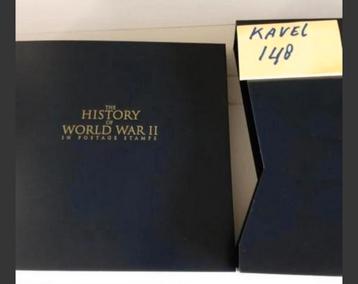 THE
HISTORY
OF
WORLD WAR II
IN POSTAGE STAMPS
KAVEL
148